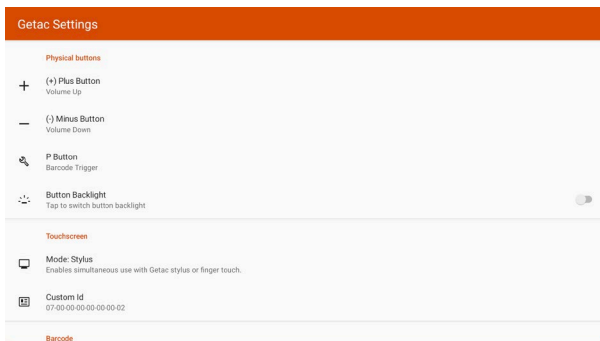 Getac Settings
Physical buttons
(+) Plus Button
Volume Up
(-) Minus Button
Volume Down
P Button
Barcode Trigger
Button Backlight
Tap to switch button backlight
Touchscreen
Mode: Stylus
Enables simultaneous use with Getac stylus or finger touch.
Custom Id
07-00-00-00-00-00-00-02
Barcode